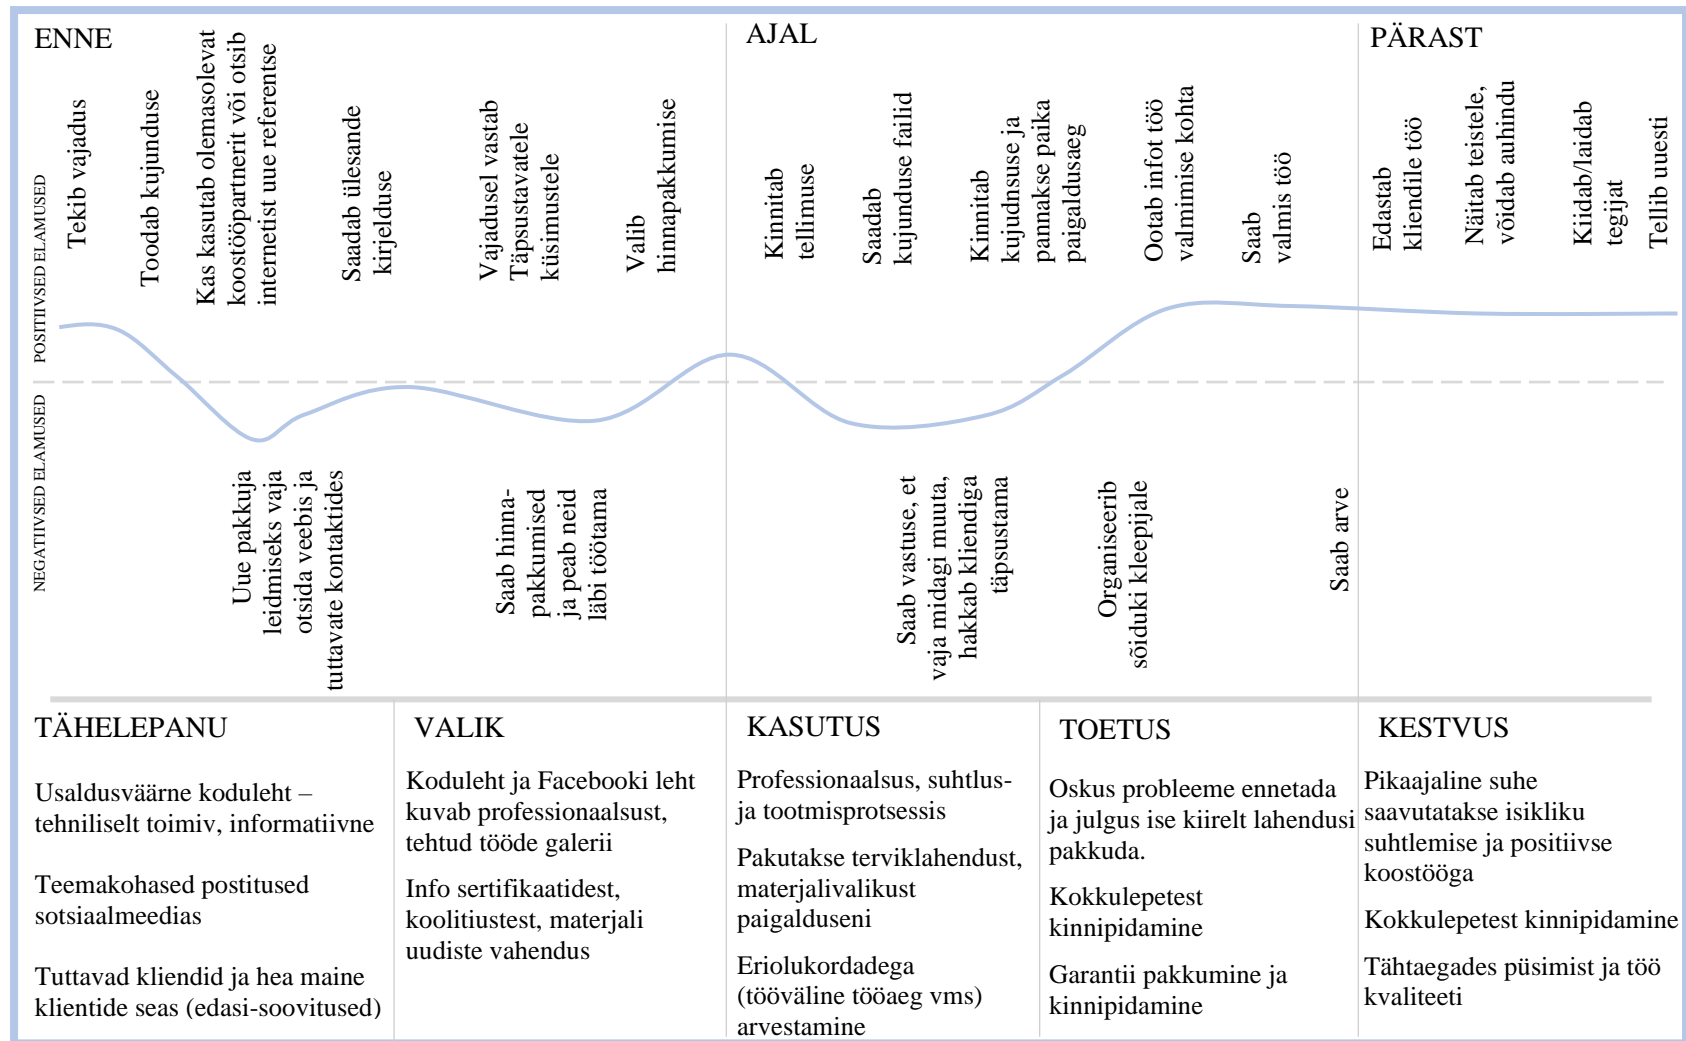 ENNE
AJAL
PÄRAST
POSITIIVSED ELAMUSED
NEGATIIVSED ELAMUSED
Tekib vajadus
Toodab kujunduse
Kas kasutab olemasolevat
koostööpartnerit või otsib
internetist uue referentse
Saadab ülesande
kirjelduse
Vajadusel vastab
Täpsustavatele
küsimustele
Valib
hinnapakkumise
Kinnitab
tellimuse
Saadab
kujunduse failid
Kinnitab
kujudnsuse ja
pannakse paika
paigaldusaeg
Ootab infot töö
valmimise kohta
Saab
valmis töö
Edastab
kliendile töö
Näitab teistele,
võidab auhindu
Kiidab/laidab
tegijat
Tellib uuesti
Uue pakkuja
leidmiseks vaja
otsida veebis ja
tuttavate kontaktides
Saab hinna-
pakkumised
ja peab neid
läbi töötama
Saab vastuse, et
vaja midagi muuta,
hakkab kliendiga
täpsustama
Organiseerib
sõiduki kleepijale
Saab arve
TÄHELEPANU
Usaldusväärne koduleht –
tehniliselt toimiv, informatiivne
Teemakohased postitused
sotsiaalmeedias
Tuttavad kliendid ja hea maine
klientide seas (edasi-soovitused)
VALIK
Koduleht ja Facebooki leht
kuvab professionaalsust,
tehtud tööde galerii
Info sertifikaatidest,
koolitiustest, materjali
uudiste vahendus
KASUTUS
Professionaalsus, suhtlus-
ja tootmisprotsessis
Pakutakse terviklahendust,
materjalivalikust
paigalduseni
Eriolukordadega
(tööväline tööaeg vms)
arvestamine
TOETUS
Oskus probleeme ennetada
ja julgus ise kiirelt lahendusi
pakkuda.
Kokkulepetest
kinnipidamine
Garantii pakkumine ja
kinnipidamine
KESTVUS
Pikaajaline suhe
saavutatakse isikliku
suhtlemise ja positiivse
koostööga
Kokkulepetest kinnipidamine
Tähtaegades püsimist ja töö
kvaliteeti